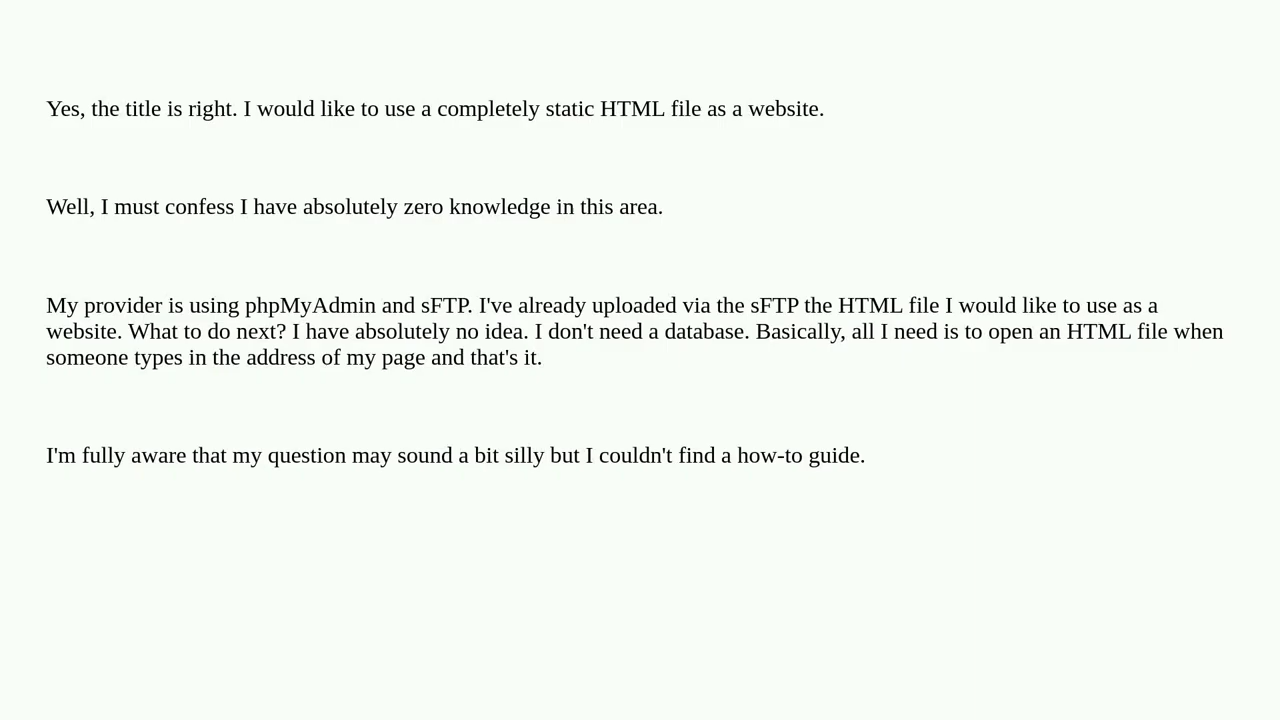 Yes, the title is right. I would like to use a completely static HTML file as a website.
Well, I must confess I have absolutely zero knowledge in this area.
My provider is using phpMyAdmin and sFTP. I've already uploaded via the sFTP the HTML file I would like to use as a
website. What to do next? I have absolutely no idea. I don't need a database. Basically, all I need is to open an HTML file when
someone types in the address of my page and that's it.
I'm fully aware that my question may sound a bit silly but I couldn't find a how-to guide.